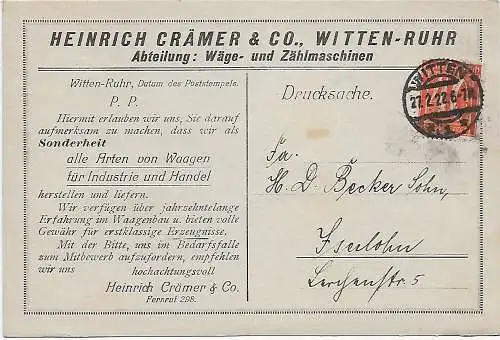 HEINRICH CRÄMER & CO., WITTEN-RUHR
Abteilung: Wäge- und Zählmaschinen
Witten-Ruhr, Datum des Poststempels.
P. P.
Hiermit erlauben wir uns, Sie darauf
aufmerksam zu machen, dass wir als
Sonderheit
alle Arten von Waagen
für Industrie und Handel
herstellen und liefern.
Wir verfügen über jahrzehntelange
Erfahrung im Waagenbau u. bieten volle
Gewähr für erstklassige Erzeugnisse.
Mit der Bitte, uns im Bedarfsfalle
zum Mitbewerb aufzufordern, empfehlen
wir uns hochachtungsvoll
Heinrich Crämer & Co.
Fernruf 298.
Drucksache.
WITTEN
27.2.22.6-7N.
Fa.
H. D. Becker Sohn,
Iserlohn
Lerchenstr. 5